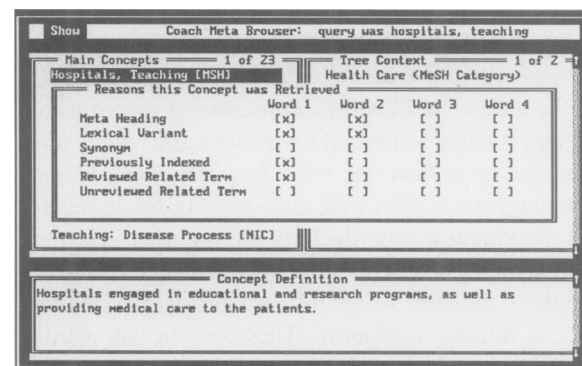 Show Coach Meta Browser: query was hospitals, teaching
Main Concepts 1 of 23 Tree Context 1 of 2
Hospitals, Teaching [MSH] Health Care (MeSH Category)
Reasons this Concept was Retrieved
Word 1 Word 2 Word 3 Word 4
Meta Heading [x] [x] [ ] [ ]
Lexical Variant [x] [x] [ ] [ ]
Synonym [ ] [ ] [ ] [ ]
Previously Indexed [x] [ ] [ ] [ ]
Reviewed Related Term [x] [ ] [ ] [ ]
Unreviewed Related Term [ ] [ ] [ ] [ ]
Teaching: Disease Process [NIC]
Concept Definition
Hospitals engaged in educational and research programs, as well as
providing medical care to the patients.